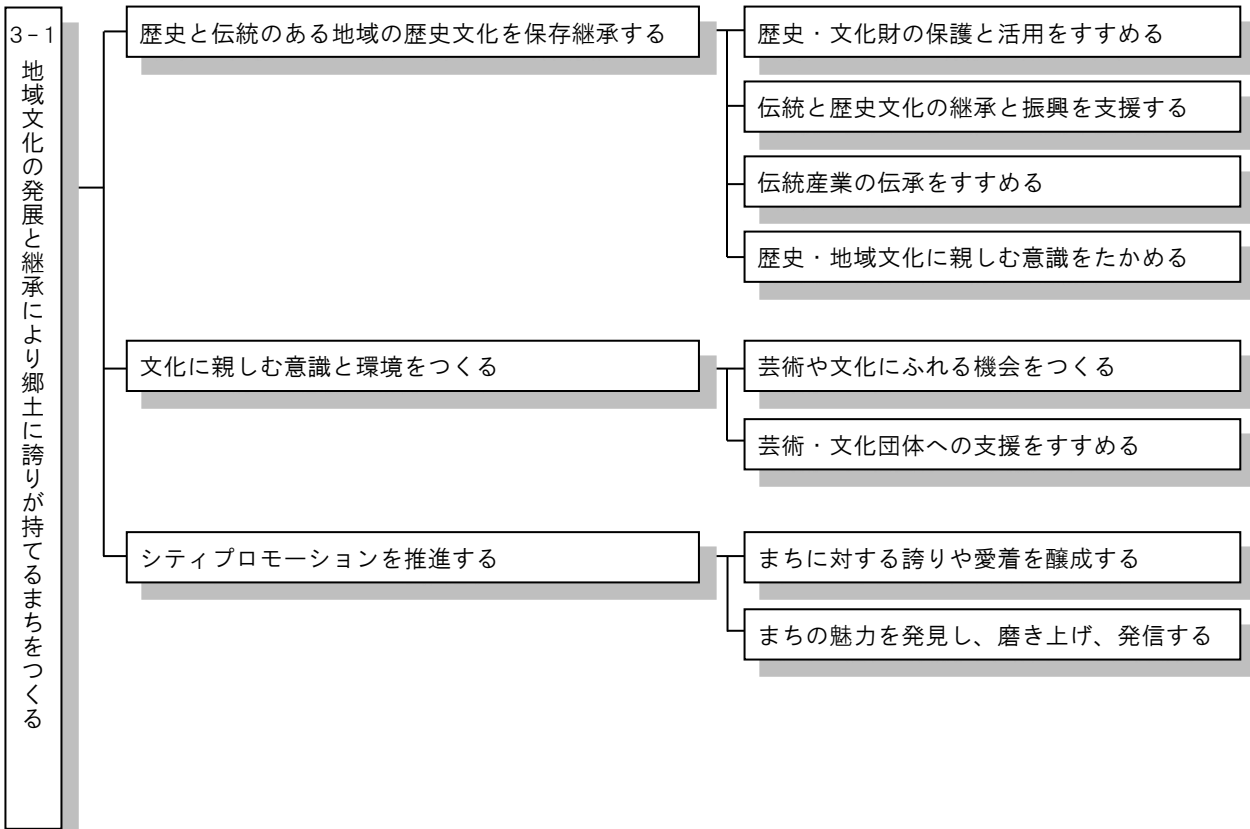 3-1
地域文化の発展と継承により郷土に誇りが持てるまちをつくる
歴史と伝統のある地域の歴史文化を保存継承する
歴史・文化財の保護と活用をすすめる
伝統と歴史文化の継承と振興を支援する
伝統産業の伝承をすすめる
歴史・地域文化に親しむ意識をたかめる
文化に親しむ意識と環境をつくる
芸術や文化にふれる機会をつくる
芸術・文化団体への支援をすすめる
シティプロモーションを推進する
まちに対する誇りや愛着を醸成する
まちの魅力を発見し、磨き上げ、発信する